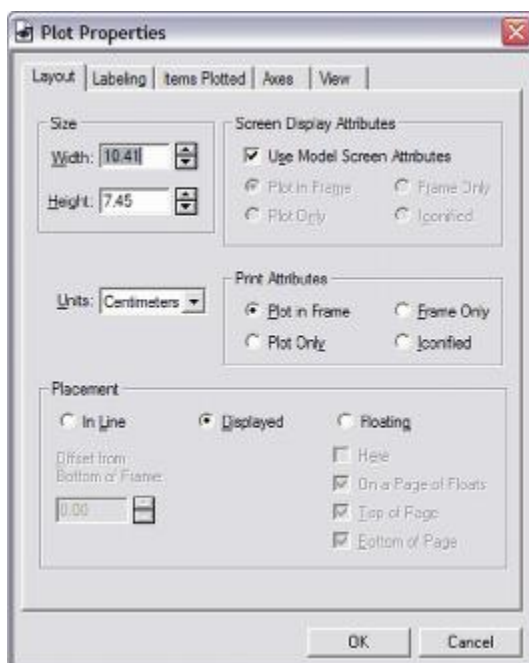 Plot Properties
Layout Labeling Items Plotted Axes View
Size
Width: 10.41
Height: 7.45
Screen Display Attributes
Use Model Screen Attributes
Plot in Frame Frame Only
Plot Only Iconified
Units: Centimeters
Print Attributes
Plot in Frame Frame Only
Plot Only Iconified
Placement
In Line Displayed Floating
Offset from
Bottom of Frame:
0.00
Here
On a Page of Floats
Top of Page
Bottom of Page
OK Cancel